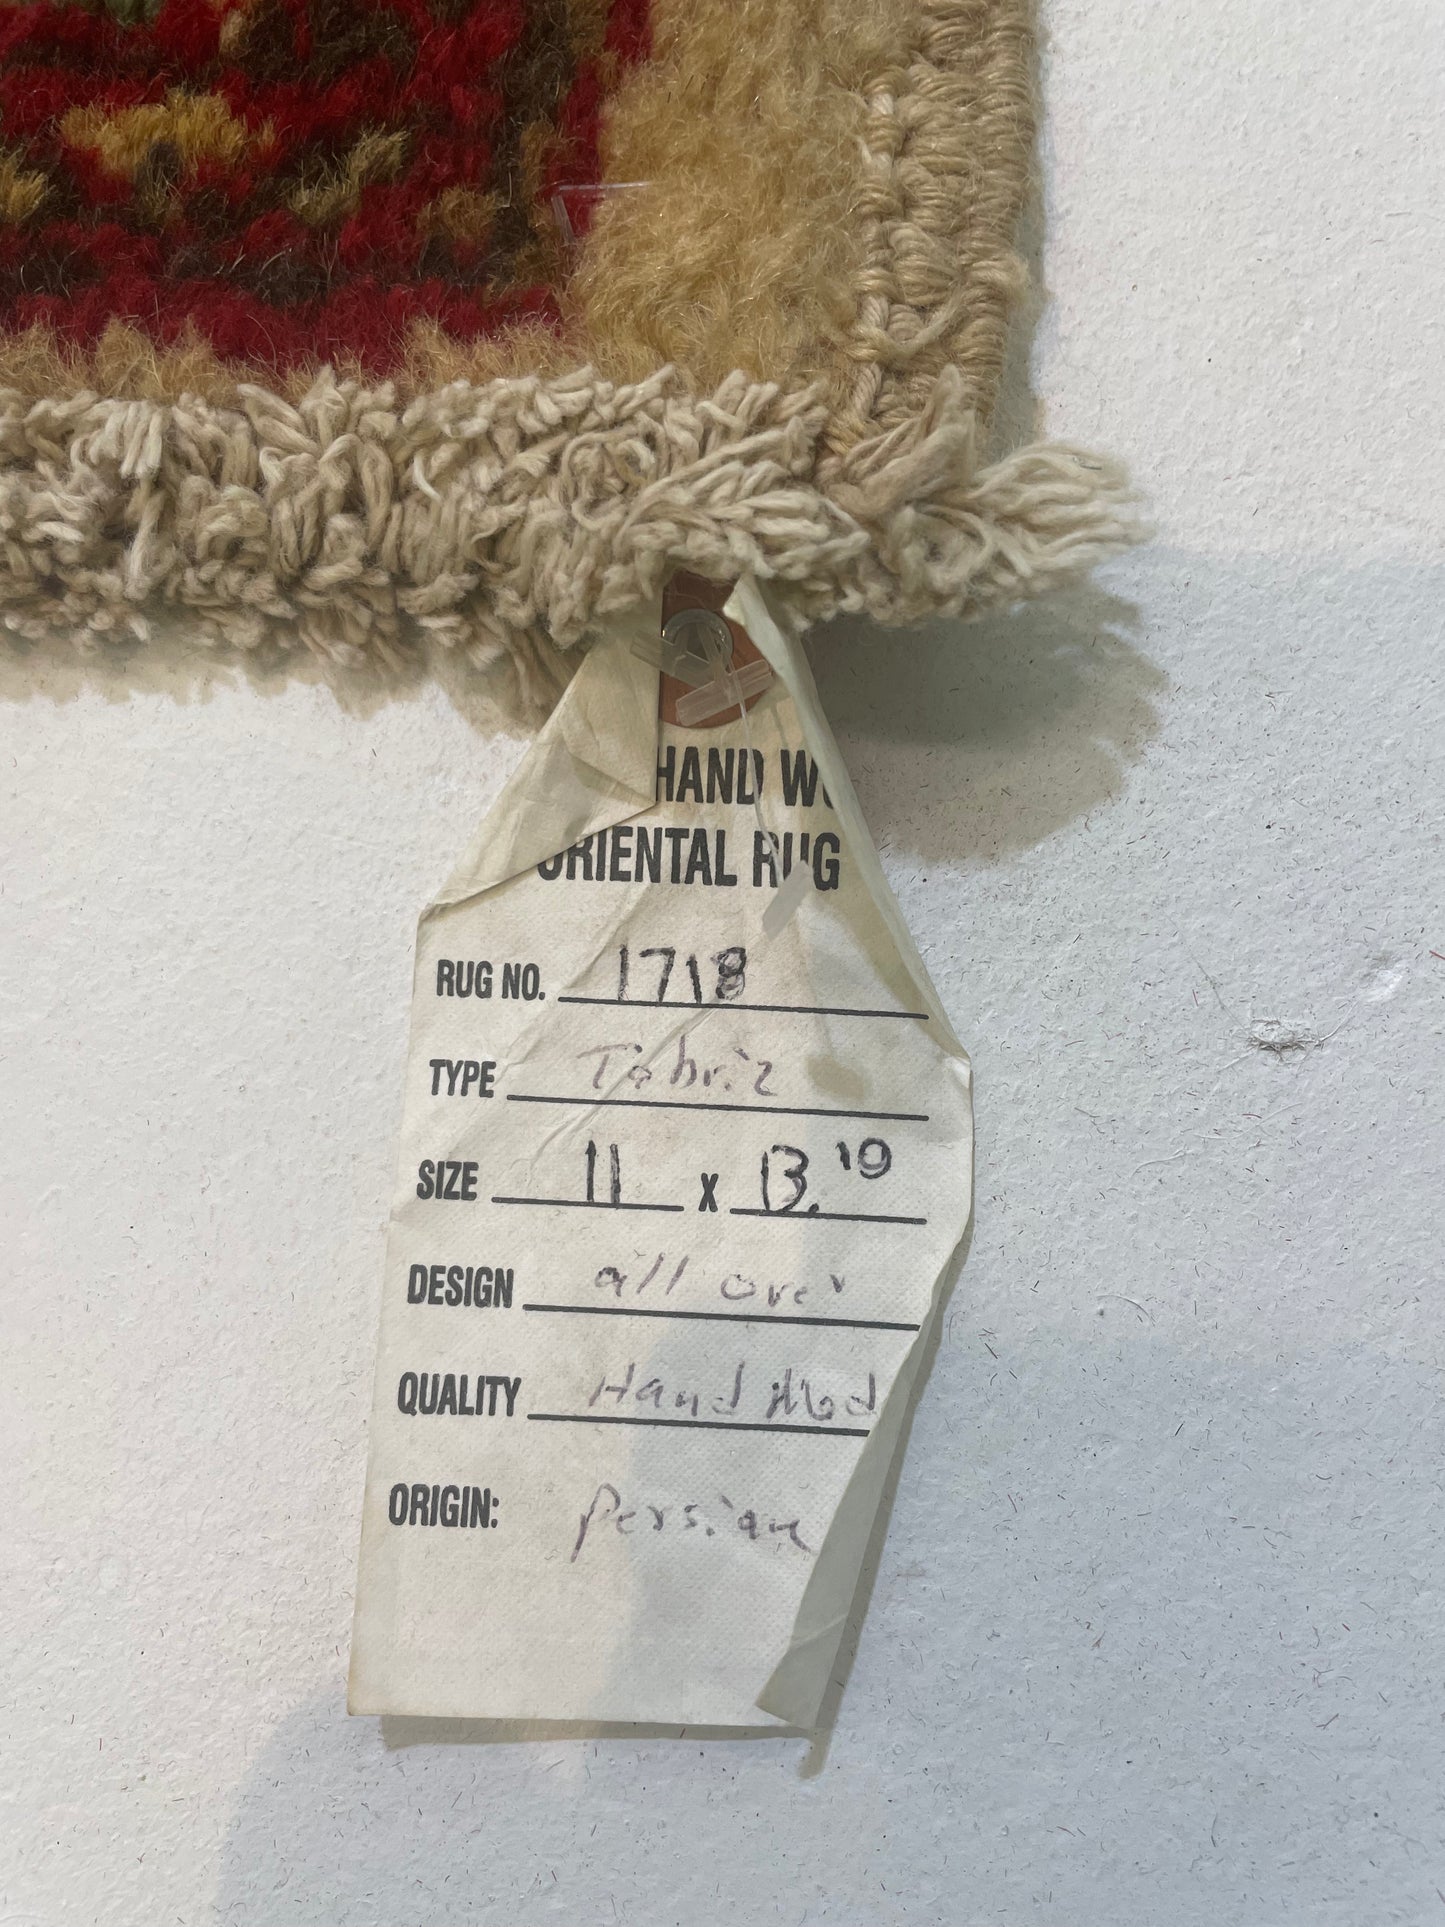 HAND WO
ORIENTAL RUG
RUG NO. 1718
TYPE Tabriz
SIZE 11 x 13.10
DESIGN all over
QUALITY Hand Mad
ORIGIN: Persian